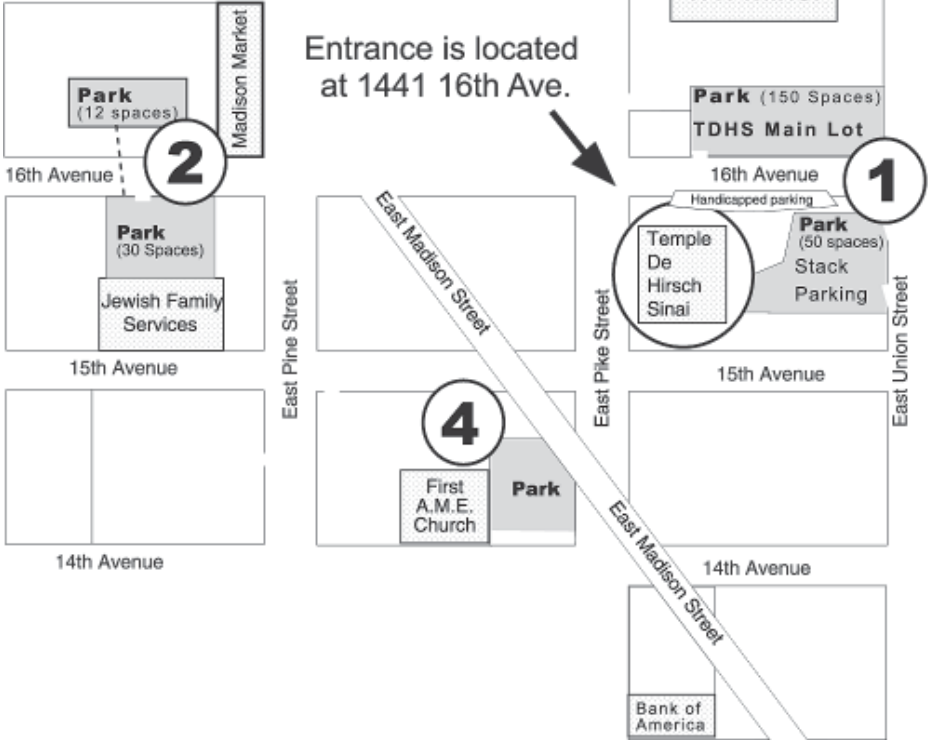 Madison Market
Entrance is located
at 1441 16th Ave.
Park
(12 spaces)
2
Park (150 Spaces)
TDHS Main Lot
16th Avenue
16th Avenue
1
Handicapped parking
Park
(30 Spaces)
East Madison Street
Temple
De
Hirsch
Sinai
Park
(50 spaces)
Stack
Parking
Jewish Family
Services
East Pine Street
East Pike Street
East Union Street
15th Avenue
15th Avenue
4
First
A.M.E.
Church
Park
East Madison Street
14th Avenue
14th Avenue
Bank of
America